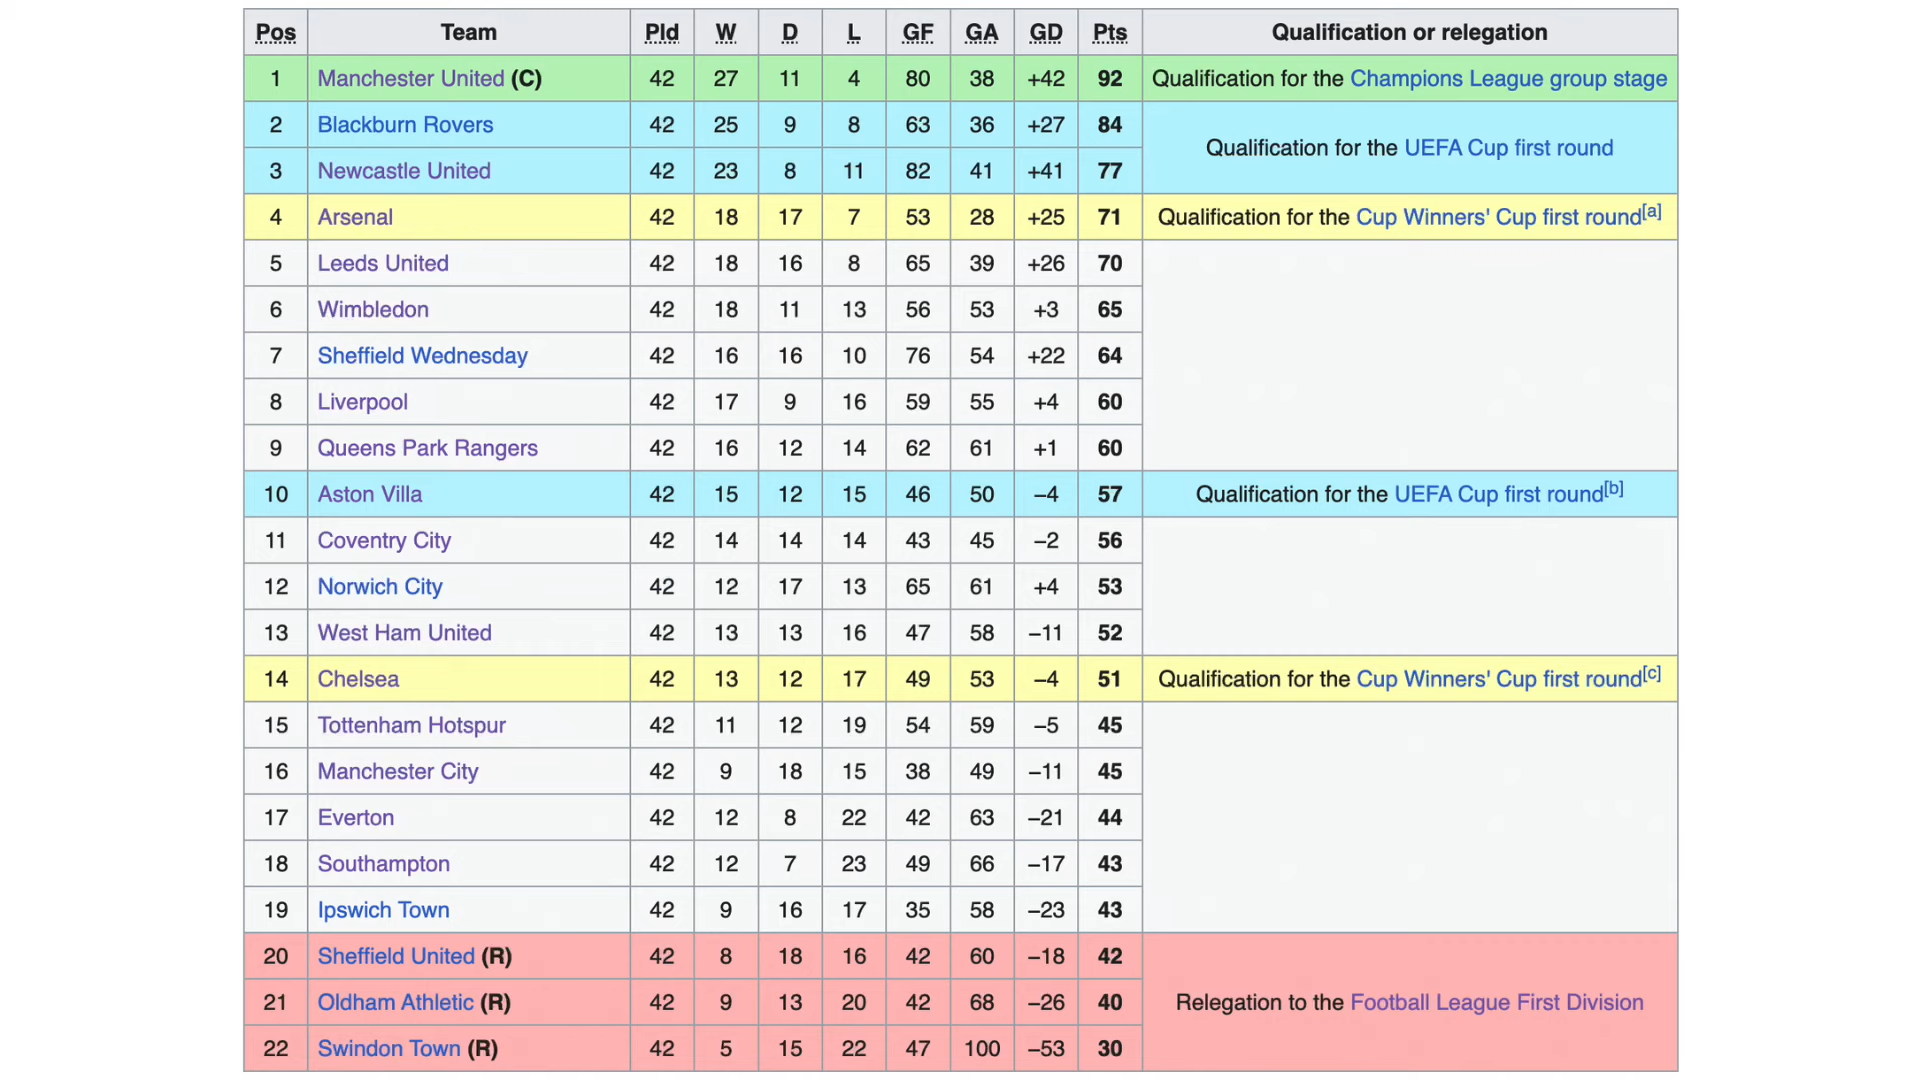 Pos Team Pld W D L GF GA GD Pts Qualification or relegation
1 Manchester United (C) 42 27 11 4 80 38 +42 92 Qualification for the Champions League group stage
2 Blackburn Rovers 42 25 9 8 63 36 +27 84
Qualification for the UEFA Cup first round
3 Newcastle United 42 23 8 11 82 41 +41 77
4 Arsenal 42 18 17 7 53 28 +25 71 Qualification for the Cup Winners' Cup first round[a]
5 Leeds United 42 18 16 8 65 39 +26 70
6 Wimbledon 42 18 11 13 56 53 +3 65
7 Sheffield Wednesday 42 16 16 10 76 54 +22 64
8 Liverpool 42 17 9 16 59 55 +4 60
9 Queens Park Rangers 42 16 12 14 62 61 +1 60
10 Aston Villa 42 15 12 15 46 50 −4 57 Qualification for the UEFA Cup first round[b]
11 Coventry City 42 14 14 14 43 45 −2 56
12 Norwich City 42 12 17 13 65 61 +4 53
13 West Ham United 42 13 13 16 47 58 −11 52
14 Chelsea 42 13 12 17 49 53 −4 51 Qualification for the Cup Winners' Cup first round[c]
15 Tottenham Hotspur 42 11 12 19 54 59 −5 45
16 Manchester City 42 9 18 15 38 49 −11 45
17 Everton 42 12 8 22 42 63 −21 44
18 Southampton 42 12 7 23 49 66 −17 43
19 Ipswich Town 42 9 16 17 35 58 −23 43
20 Sheffield United (R) 42 8 18 16 42 60 −18 42
21 Oldham Athletic (R) 42 9 13 20 42 68 −26 40 Relegation to the Football League First Division
22 Swindon Town (R) 42 5 15 22 47 100 −53 30